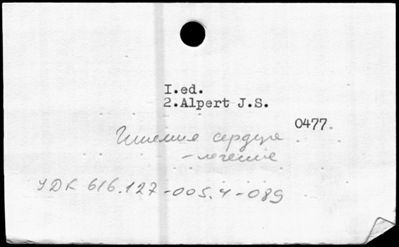 I.ed.
2.Alpert J.S.
0477.
Ишемия сердца
- лечение
УДК 616.127-005.4-089